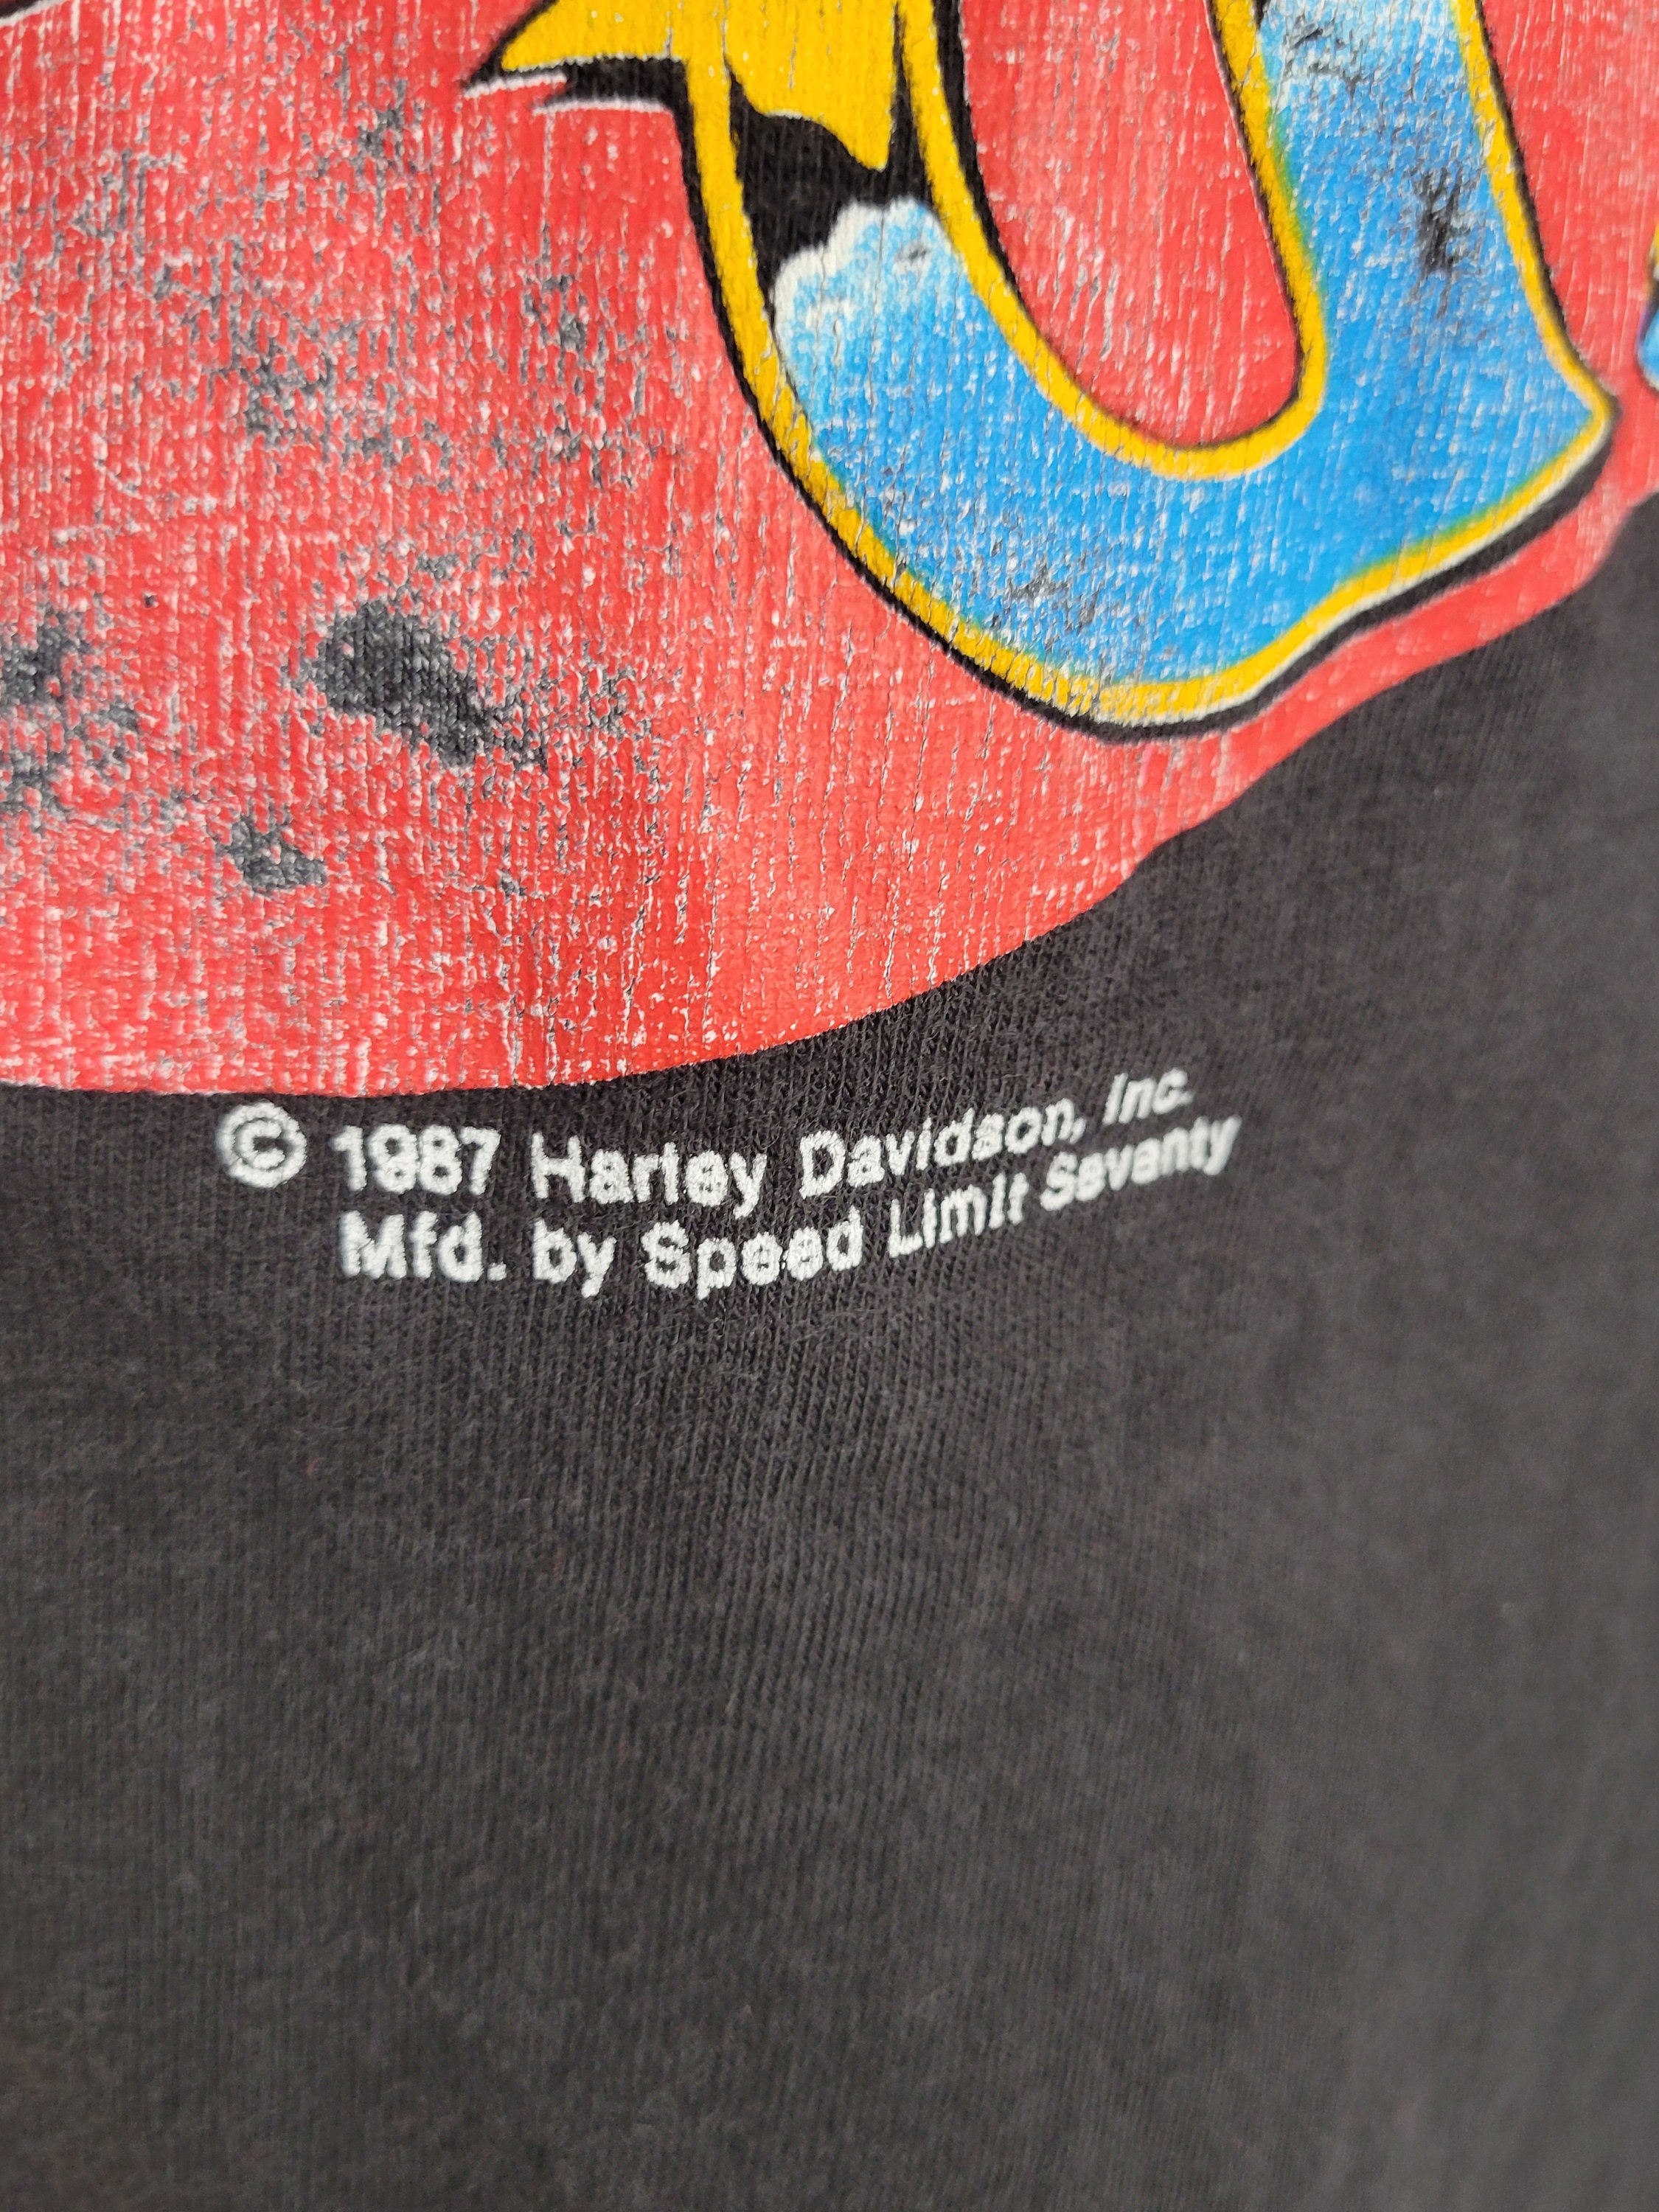 © 1987 Harley Davidson, Inc.
Mfd. by Speed Limit Seventy